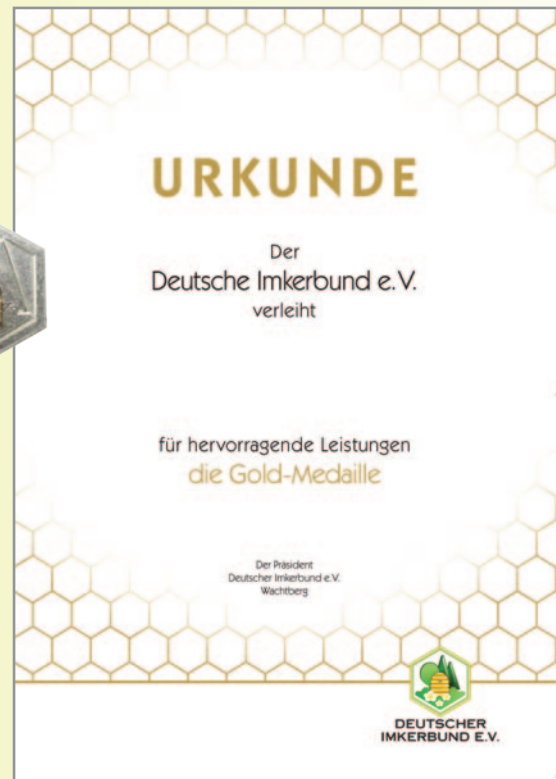 URKUNDE
Der
Deutsche Imkerbund e.V.
verleiht
für hervorragende Leistungen
die Gold-Medaille
Der Präsident
Deutscher Imkerbund e.V.
Wachtberg
DEUTSCHER
IMKERBUND E.V.